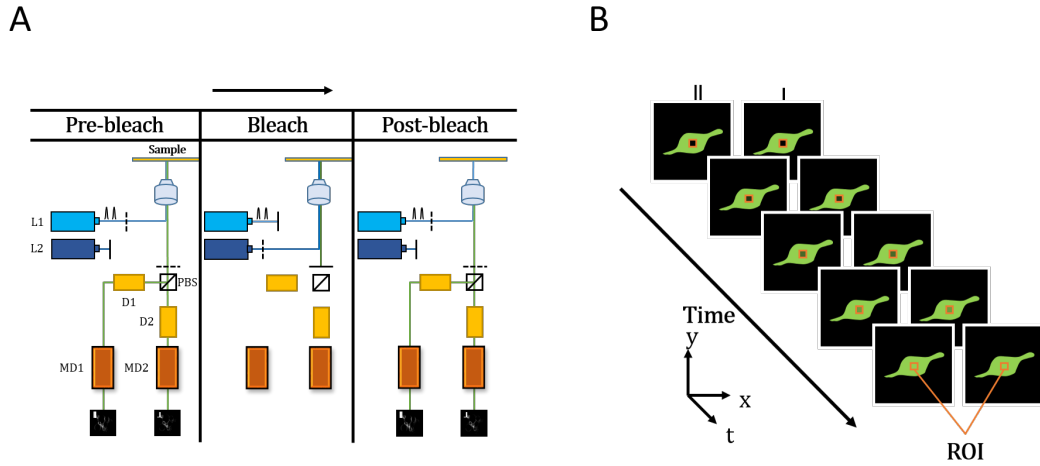 A
B
Pre-bleach
Bleach
Post-bleach
Sample
L1
L2
PBS
D1
D2
MD1
MD2
II
I
Time
y
x
t
ROI